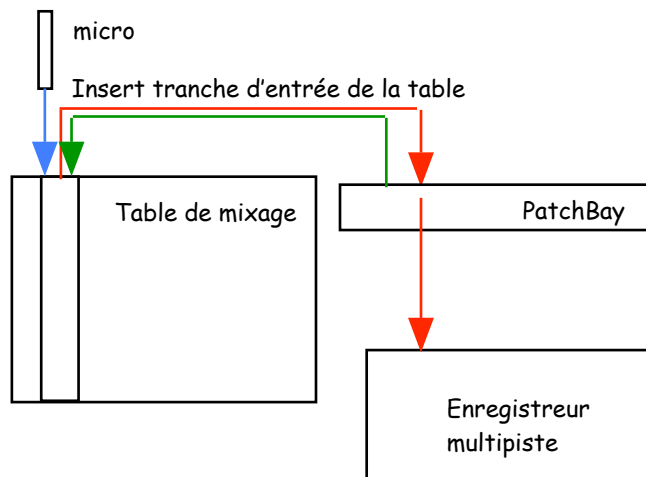 micro
Insert tranche d’entrée de la table
Table de mixage
PatchBay
Enregistreur
multipiste